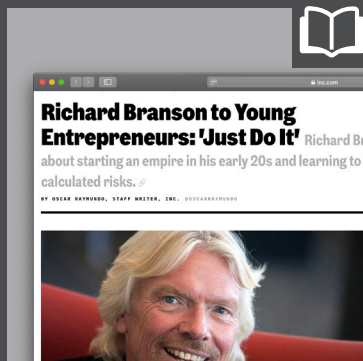 inc.com
Richard Branson to Young
Entrepreneurs: 'Just Do It' Richard Br
about starting an empire in his early 20s and learning to
calculated risks.
BY OSCAR RAYMUNDO, STAFF WRITER, INC. @OSCARRAYMUNDO